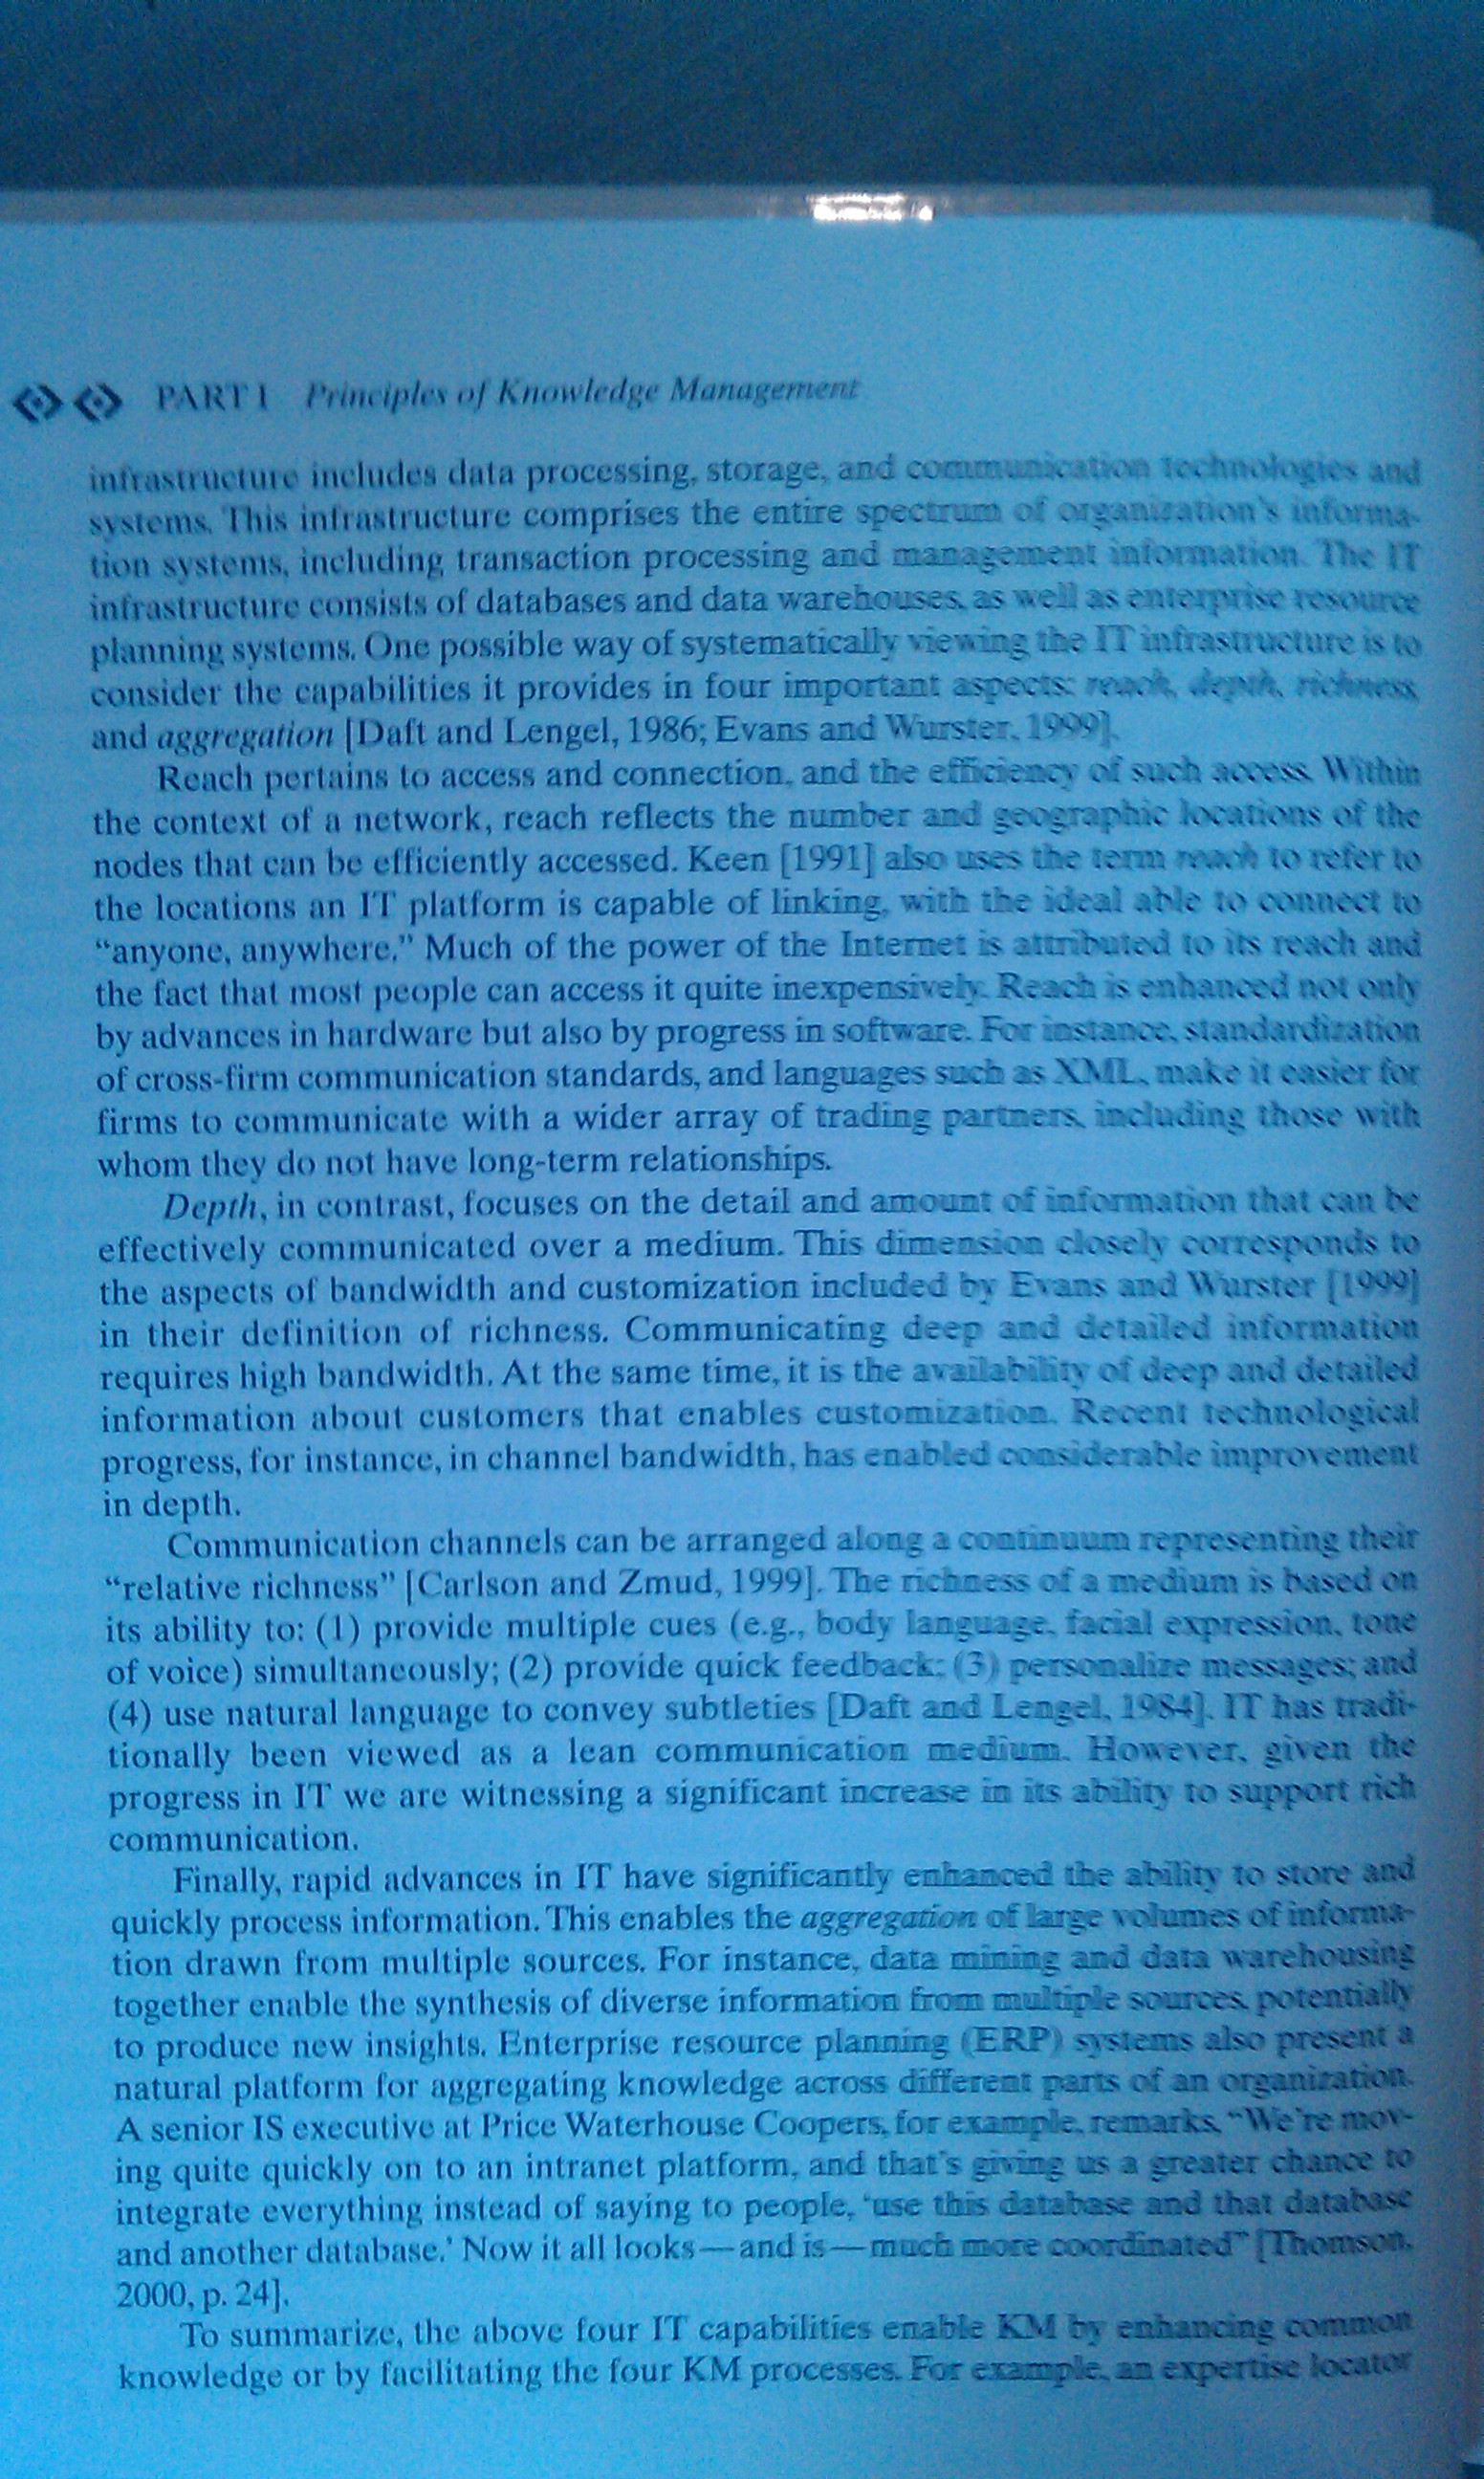 PART I Principles of Knowledge Management
infrastructure includes data processing, storage, and communication technologies and
systems. This infrastructure comprises the entire spectrum of organization's informa-
tion systems, including transaction processing and management information. The IT
infrastructure consists of databases and data warehouses, as well as enterprise resource
planning systems. One possible way of systematically viewing the IT infrastructure is to
consider the capabilities it provides in four important aspects: reach, depth, richness,
and aggregation [Daft and Lengel, 1986; Evans and Wurster, 1999].
Reach pertains to access and connection, and the efficiency of such access. Within
the context of a network, reach reflects the number and geographic locations of the
nodes that can be efficiently accessed. Keen [1991] also uses the term reach to refer to
the locations an IT platform is capable of linking, with the ideal able to connect to
“anyone, anywhere.” Much of the power of the Internet is attributed to its reach and
the fact that most people can access it quite inexpensively. Reach is enhanced not only
by advances in hardware but also by progress in software. For instance, standardization
of cross-firm communication standards, and languages such as XML, make it easier for
firms to communicate with a wider array of trading partners, including those with
whom they do not have long-term relationships.
Depth, in contrast, focuses on the detail and amount of information that can be
effectively communicated over a medium. This dimension closely corresponds to
the aspects of bandwidth and customization included by Evans and Wurster [1999]
in their definition of richness. Communicating deep and detailed information
requires high bandwidth. At the same time, it is the availability of deep and detailed
information about customers that enables customization. Recent technological
progress, for instance, in channel bandwidth, has enabled considerable improvement
in depth.
Communication channels can be arranged along a continuum representing their
“relative richness” [Carlson and Zmud, 1999]. The richness of a medium is based on
its ability to: (1) provide multiple cues (e.g., body language, facial expression, tone
of voice) simultaneously; (2) provide quick feedback; (3) personalize messages; and
(4) use natural language to convey subtleties [Daft and Lengel, 1984]. IT has tradi-
tionally been viewed as a lean communication medium. However, given the
progress in IT we are witnessing a significant increase in its ability to support rich
communication.
Finally, rapid advances in IT have significantly enhanced the ability to store and
quickly process information. This enables the aggregation of large volumes of informa-
tion drawn from multiple sources. For instance, data mining and data warehousing
together enable the synthesis of diverse information from multiple sources, potentially
to produce new insights. Enterprise resource planning (ERP) systems also present a
natural platform for aggregating knowledge across different parts of an organization.
A senior IS executive at Price Waterhouse Coopers, for example, remarks, “We’re mov-
ing quite quickly on to an intranet platform, and that’s giving us a greater chance to
integrate everything instead of saying to people, ‘use this database and that database
and another database.’ Now it all looks—and is—much more coordinated” [Thomson,
2000, p. 24].
To summarize, the above four IT capabilities enable KM by enhancing common
knowledge or by facilitating the four KM processes. For example, an expertise locator